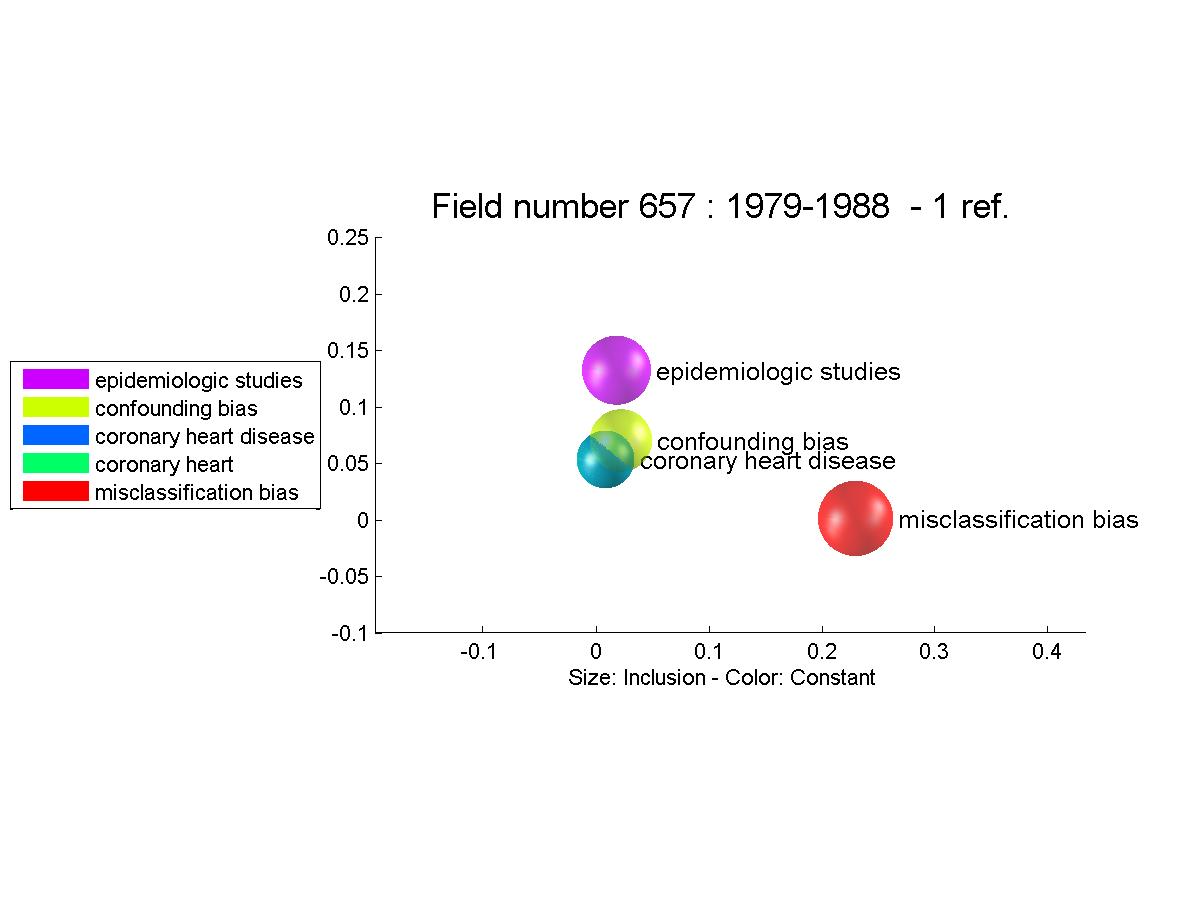 Field number 657 : 1979-1988  - 1 ref.
0.25
0.2
0.15
0.1
0.05
0
-0.05
-0.1
epidemiologic studies
confounding bias
coronary heart disease
coronary heart
misclassification bias
epidemiologic studies
confounding bias
coronary heart disease
misclassification bias
-0.1 0 0.1 0.2 0.3 0.4
Size: Inclusion - Color: Constant